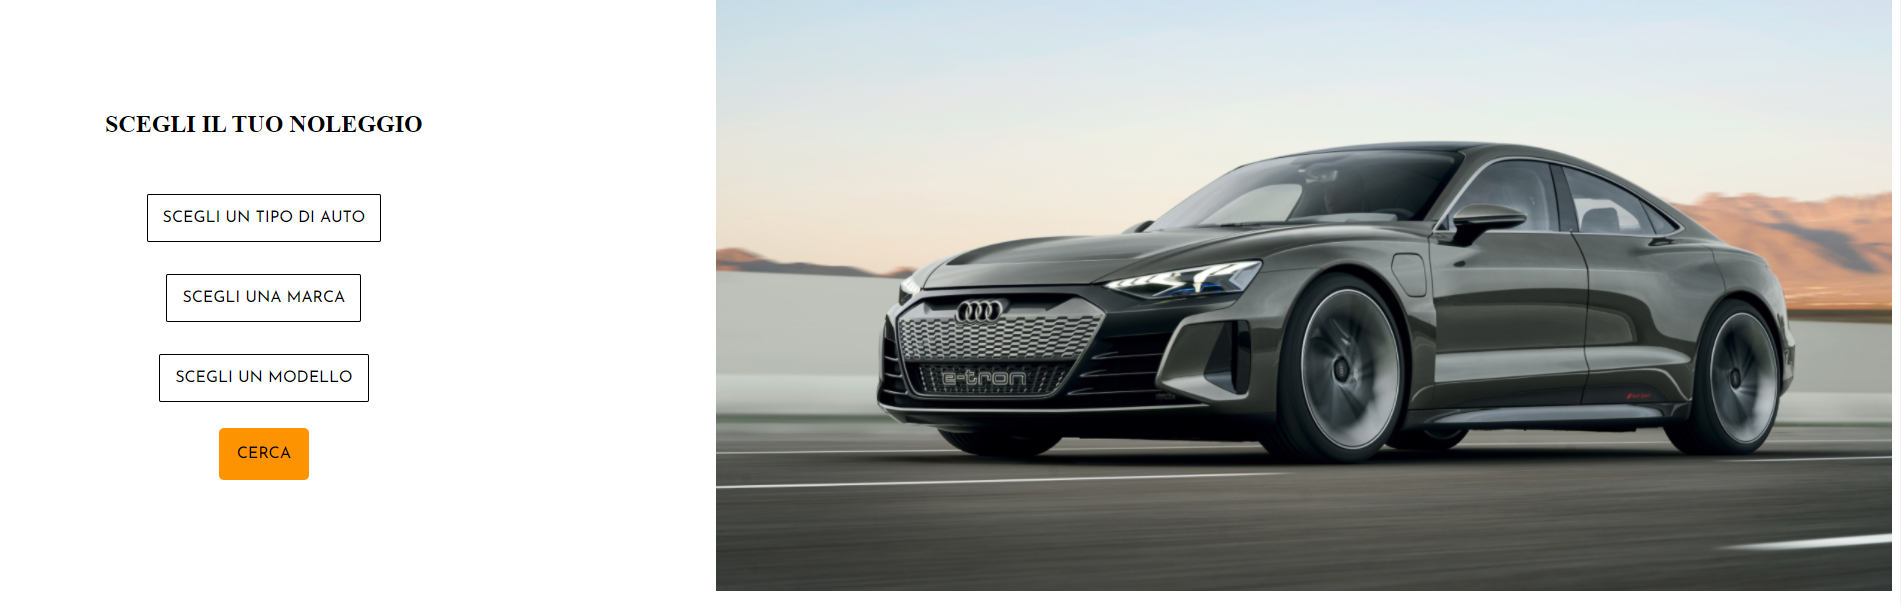 SCEGLI IL TUO NOLEGGIO
SCEGLI UN TIPO DI AUTO
SCEGLI UNA MARCA
SCEGLI UN MODELLO
CERCA
e-tron